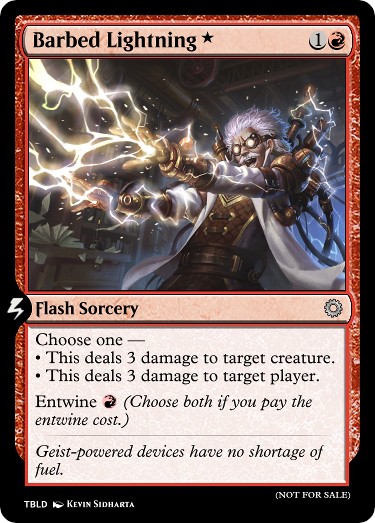 Barbed Lightning ★ 1
Flash Sorcery
Choose one —
• This deals 3 damage to target creature.
• This deals 3 damage to target player.
Entwine (Choose both if you pay the
entwine cost.)
Geist-powered devices have no shortage of
fuel.
TBLD Kevin Sidharta
(NOT FOR SALE)